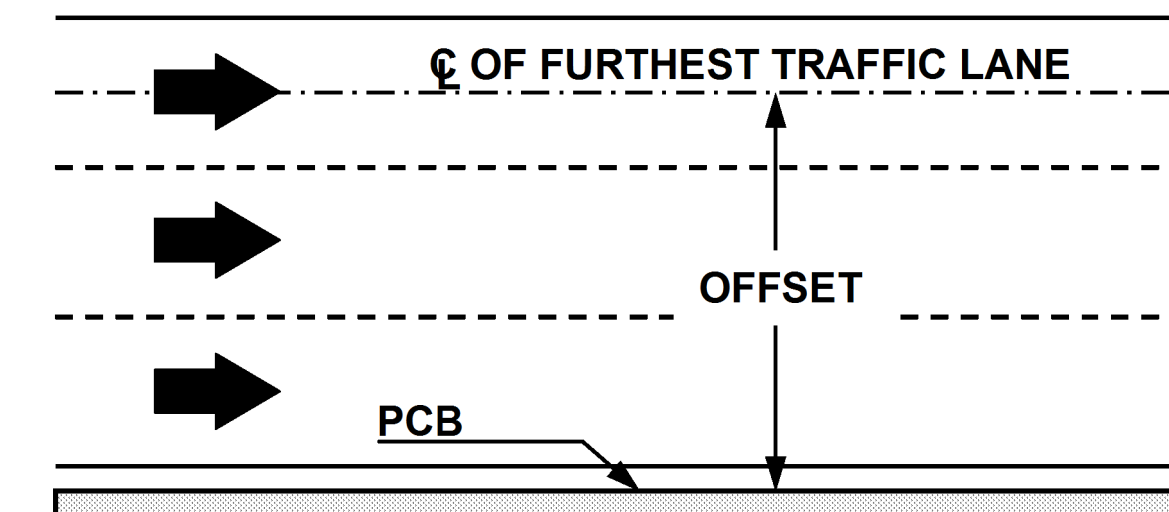 ℄ OF FURTHEST TRAFFIC LANE
OFFSET
PCB